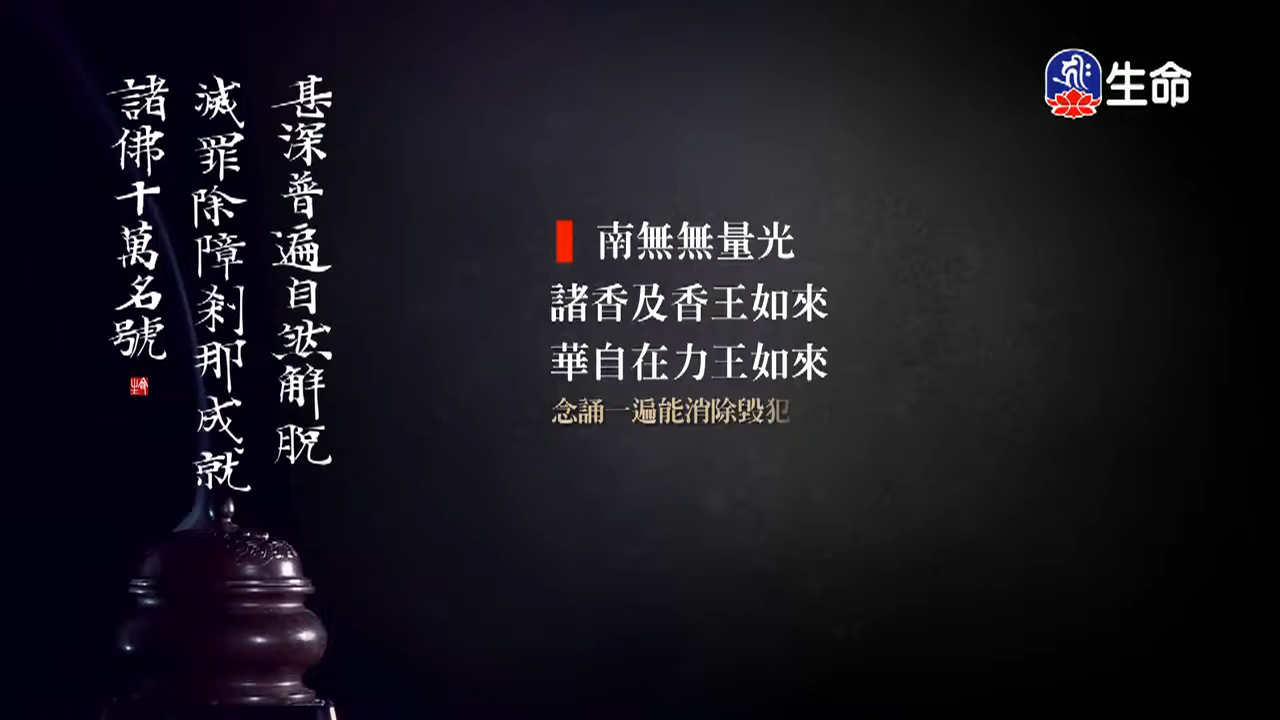 甚深普遍自然解脫
滅罪除障剎那成就
諸佛十萬名號
生命
南無無量光
諸香及香王如來
華自在力王如來
念誦一遍能消除毀犯